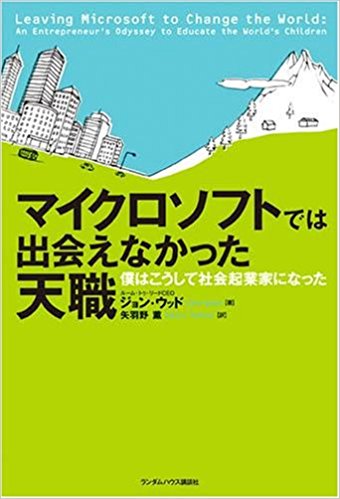 Leaving Microsoft to Change the World:
An Entrepreneur's Odyssey to Educate the World's Children
マイクロソフトでは
出会えなかった
天職
僕はこうして社会起業家になった
ルーム・トゥ・リードCEO
ジョン・ウッド 著
矢羽野 薫 訳
ランダムハウス講談社